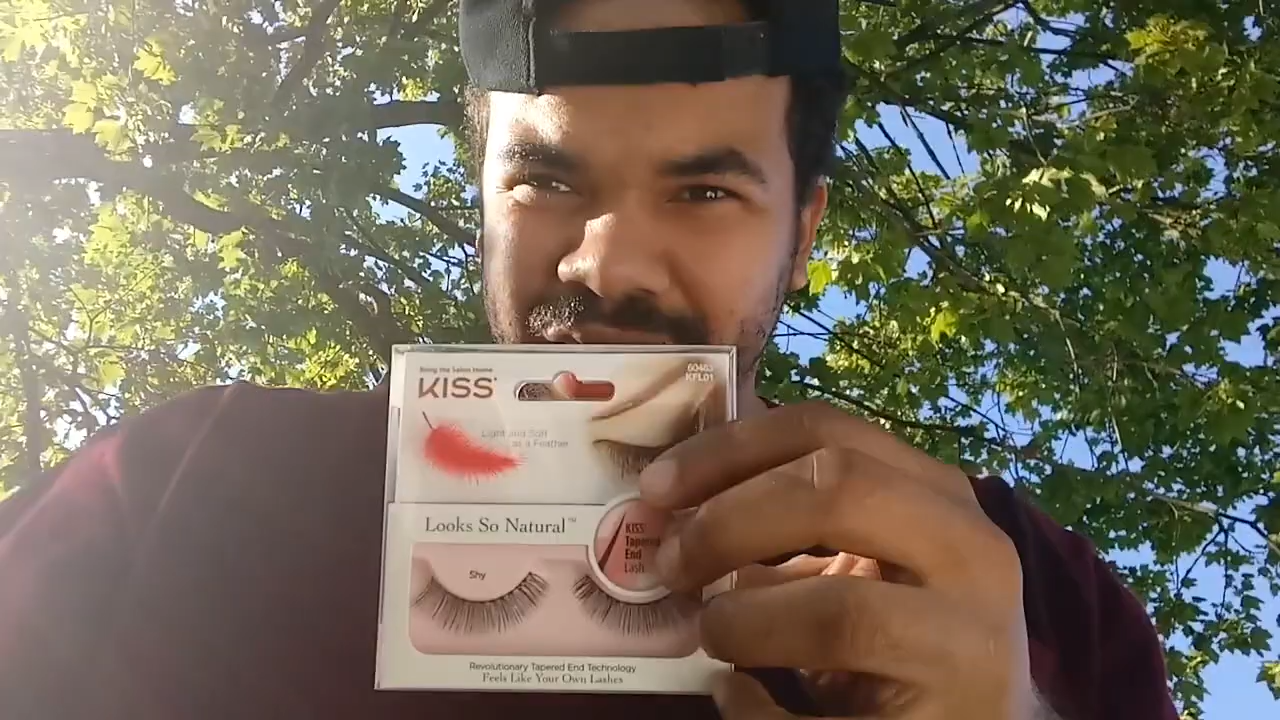 Bring the Salon Home
KISS
60463
KFL01
Light and Soft
as a Feather
Looks So Natural™
KISS
Tapered
End
Lash
Shy
Revolutionary Tapered End Technology
Feels Like Your Own Lashes